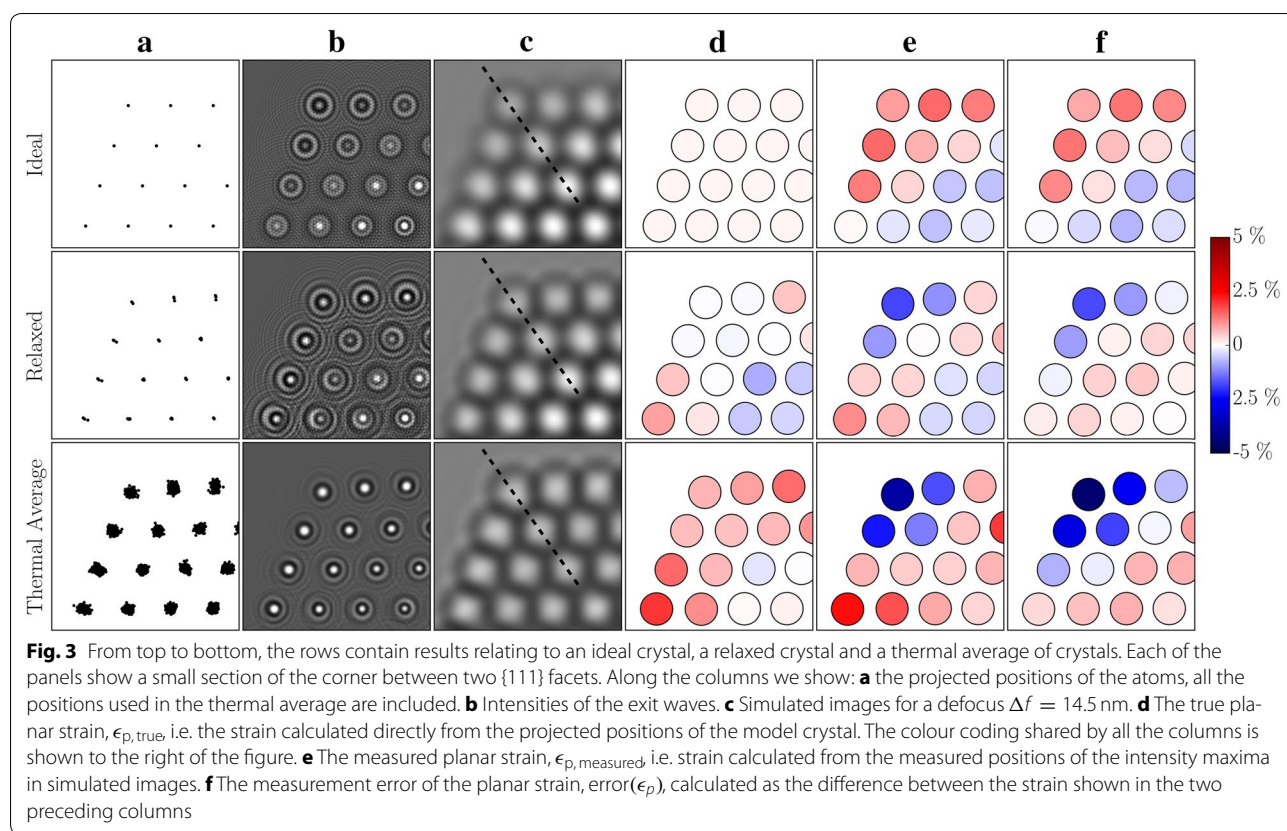 a b c d e f
Ideal
Relaxed
Thermal Average
5 %
2.5 %
0
2.5 %
-5 %
Fig. 3 From top to bottom, the rows contain results relating to an ideal crystal, a relaxed crystal and a thermal average of crystals. Each of the
panels show a small section of the corner between two {111} facets. Along the columns we show: a the projected positions of the atoms, all the
positions used in the thermal average are included. b Intensities of the exit waves. c Simulated images for a defocus Δf = 14.5 nm. d The true pla-
nar strain, ϵp,true, i.e. the strain calculated directly from the projected positions of the model crystal. The colour coding shared by all the columns is
shown to the right of the figure. e The measured planar strain, ϵp,measured, i.e. strain calculated from the measured positions of the intensity maxima
in simulated images. f The measurement error of the planar strain, error(ϵp), calculated as the difference between the strain shown in the two
preceding columns